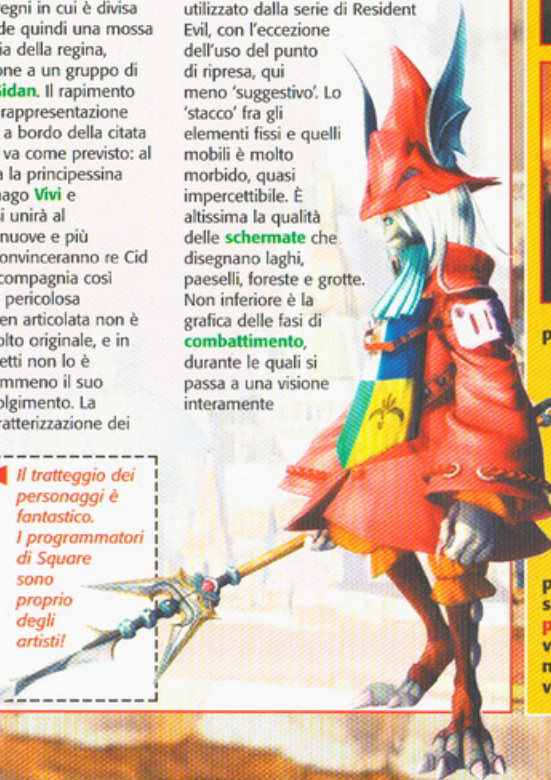 egni in cui è divisa
de quindi una mossa
ia della regina,
one a un gruppo di
Gidan. Il rapimento
rappresentazione
a bordo della citata
va come previsto: al
a la principessina
nago Vivi e
si unirà al
nuove e più
onvinceranno re Cid
compagnia così
pericolosa
en articolata non è
olto originale, e in
etti non lo è
mmeno il suo
olgimento. La
ratterizzazione dei
Il tratteggio dei
personaggi è
fantastico.
I programmatori
di Square
sono
proprio
degli
artisti!
utilizzato dalla serie di Resident
Evil, con l'eccezione
dell'uso del punto
di ripresa, qui
meno 'suggestivo'. Lo
'stacco' fra gli
elementi fissi e quelli
mobili è molto
morbido, quasi
impercettibile. È
altissima la qualità
delle schermate che
disegnano laghi,
paeselli, foreste e grotte.
Non inferiore è la
grafica delle fasi di
combattimento,
durante le quali si
passa a una visione
interamente